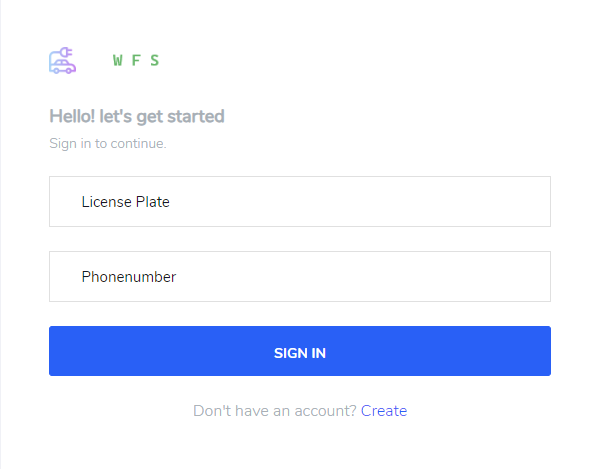 W F S
Hello! let's get started
Sign in to continue.
License Plate
Phonenumber
SIGN IN
Don't have an account? Create